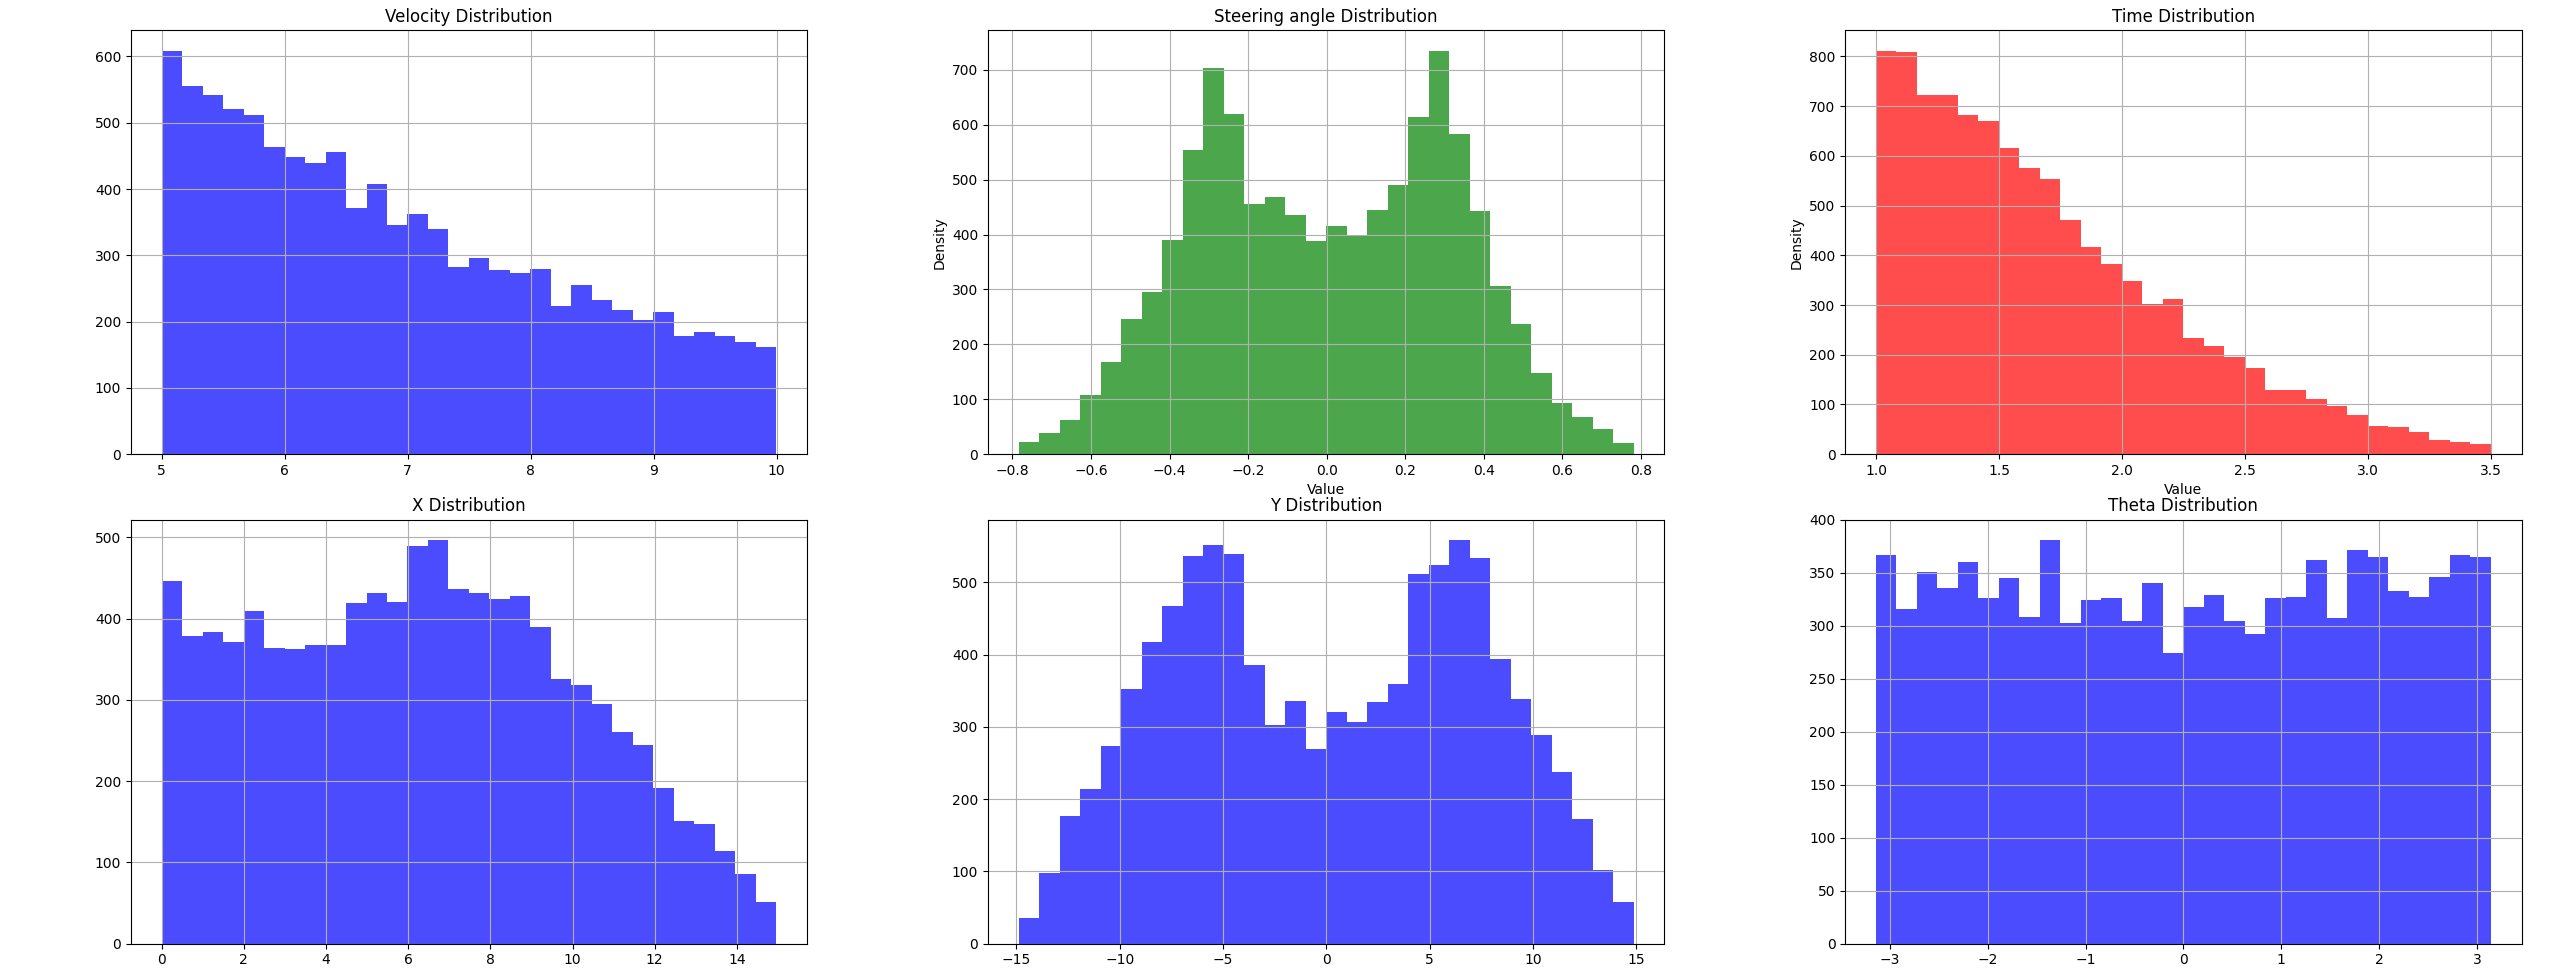 Velocity Distribution
600
500
400
300
200
100
0
5 6 7 8 9 10
Steering angle Distribution
Density
700
600
500
400
300
200
100
0
−0.8 −0.6 −0.4 −0.2 0.0 0.2 0.4 0.6 0.8
Value
Time Distribution
Density
800
700
600
500
400
300
200
100
0
1.0 1.5 2.0 2.5 3.0 3.5
Value
X Distribution
500
400
300
200
100
0
0 2 4 6 8 10 12 14
Y Distribution
500
400
300
200
100
0
−15 −10 −5 0 5 10 15
Theta Distribution
400
350
300
250
200
150
100
50
0
−3 −2 −1 0 1 2 3